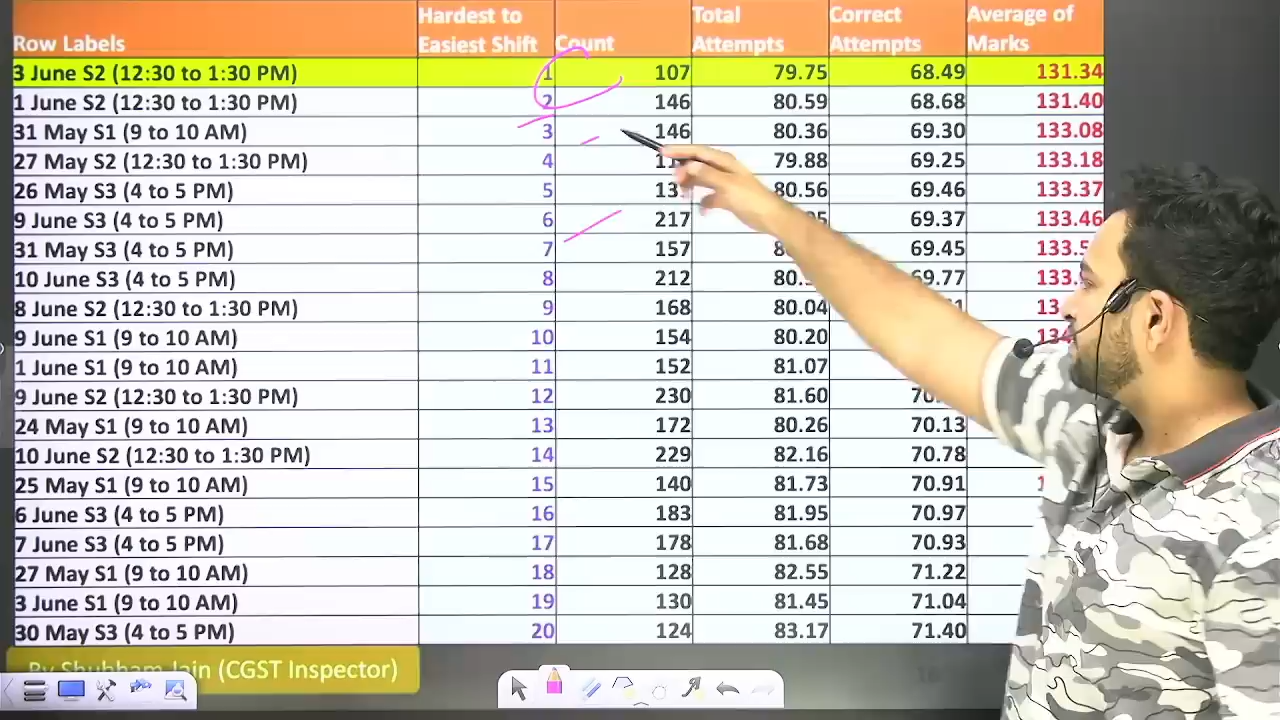 Row Labels Hardest to Easiest Shift Count Total Attempts Correct Attempts Average of Marks
3 June S2 (12:30 to 1:30 PM) 1 107 79.75 68.49 131.34
1 June S2 (12:30 to 1:30 PM) 2 146 80.59 68.68 131.40
31 May S1 (9 to 10 AM) 3 146 80.36 69.30 133.08
27 May S2 (12:30 to 1:30 PM) 4 79.88 69.25 133.18
26 May S3 (4 to 5 PM) 5 80.56 69.46 133.37
9 June S3 (4 to 5 PM) 6 217 69.37 133.46
31 May S3 (4 to 5 PM) 7 157 69.45
10 June S3 (4 to 5 PM) 8 212 69.77
8 June S2 (12:30 to 1:30 PM) 9 168 80.04
9 June S1 (9 to 10 AM) 10 154 80.20
1 June S1 (9 to 10 AM) 11 152 81.07
9 June S2 (12:30 to 1:30 PM) 12 230 81.60
24 May S1 (9 to 10 AM) 13 172 80.26 70.13
10 June S2 (12:30 to 1:30 PM) 14 229 82.16 70.78
25 May S1 (9 to 10 AM) 15 140 81.73 70.91
6 June S3 (4 to 5 PM) 16 183 81.95 70.97
7 June S3 (4 to 5 PM) 17 178 81.68 70.93
27 May S1 (9 to 10 AM) 18 128 82.55 71.22
3 June S1 (9 to 10 AM) 19 130 81.45 71.04
30 May S3 (4 to 5 PM) 20 124 83.17 71.40
By Shubham Jain (CGST Inspector)